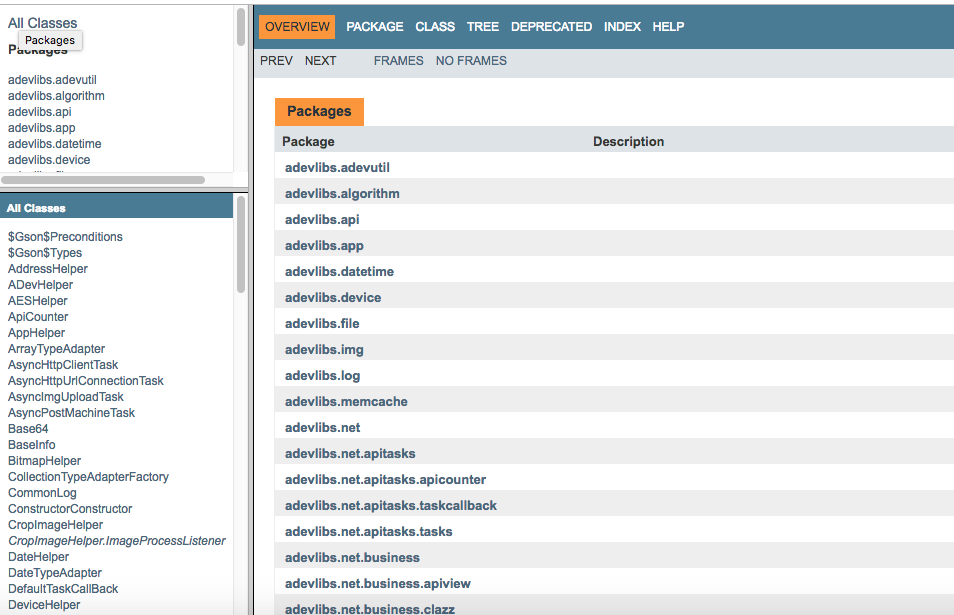 All Classes
Packages
Packages
adevlibs.adevutil
adevlibs.algorithm
adevlibs.api
adevlibs.app
adevlibs.datetime
adevlibs.device
All Classes
$Gson$Preconditions
$Gson$Types
AddressHelper
ADevHelper
AESHelper
ApiCounter
AppHelper
ArrayTypeAdapter
AsyncHttpClientTask
AsyncHttpUrlConnectionTask
AsyncImgUploadTask
AsyncPostMachineTask
Base64
BaseInfo
BitmapHelper
CollectionTypeAdapterFactory
CommonLog
ConstructorConstructor
CropImageHelper
CropImageHelper.ImageProcessListener
DateHelper
DateTypeAdapter
DefaultTaskCallBack
DeviceHelper
OVERVIEW PACKAGE CLASS TREE DEPRECATED INDEX HELP
PREV NEXT FRAMES NO FRAMES
Packages
Package Description
adevlibs.adevutil
adevlibs.algorithm
adevlibs.api
adevlibs.app
adevlibs.datetime
adevlibs.device
adevlibs.file
adevlibs.img
adevlibs.log
adevlibs.memcache
adevlibs.net
adevlibs.net.apitasks
adevlibs.net.apitasks.apicounter
adevlibs.net.apitasks.taskcallback
adevlibs.net.apitasks.tasks
adevlibs.net.business
adevlibs.net.business.apiview
adevlibs.net.business.clazz